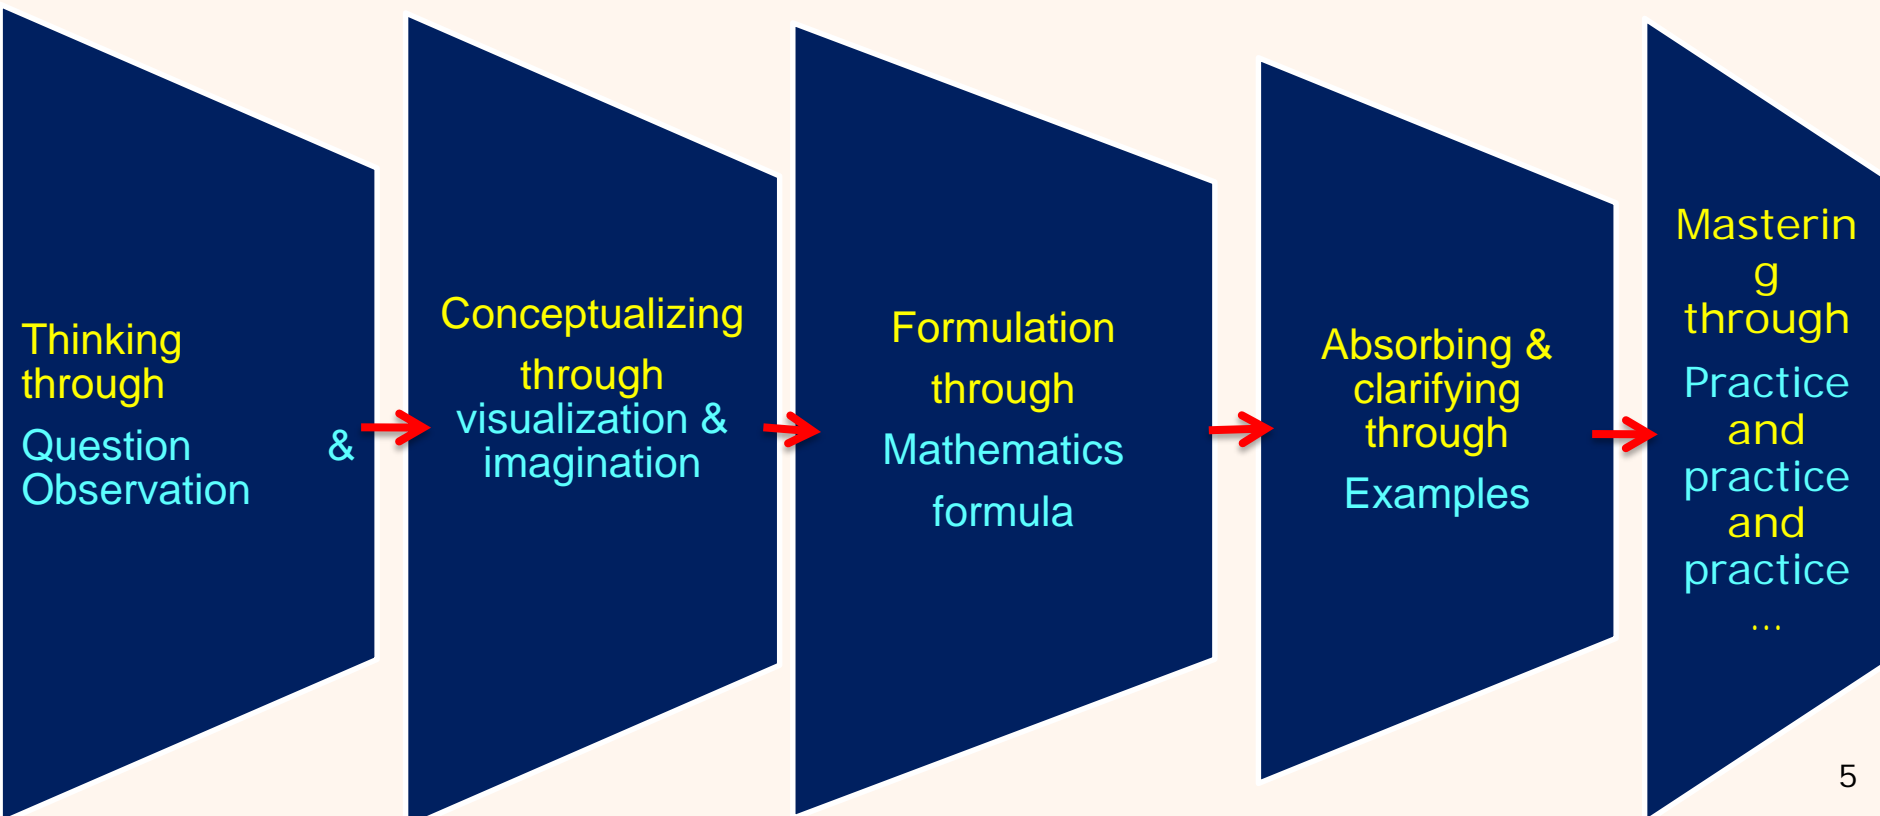 Thinking
through
Question &
Observation
Conceptualizing
through
visualization &
imagination
Formulation
through
Mathematics
formula
Absorbing &
clarifying
through
Examples
Masterin
g
through
Practice
and
practice
and
practice
...
5